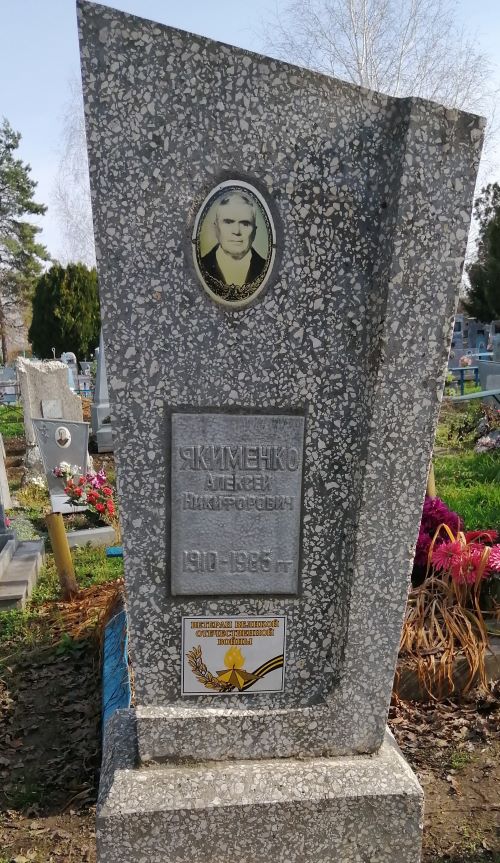 ЯКИМЕНКО
АЛЕКСЕЙ
НИКИФОРОВИЧ
1910-1985 гг
ВЕТЕРАН ВЕЛИКОЙ
ОТЕЧЕСТВЕННОЙ
ВОЙНЫ